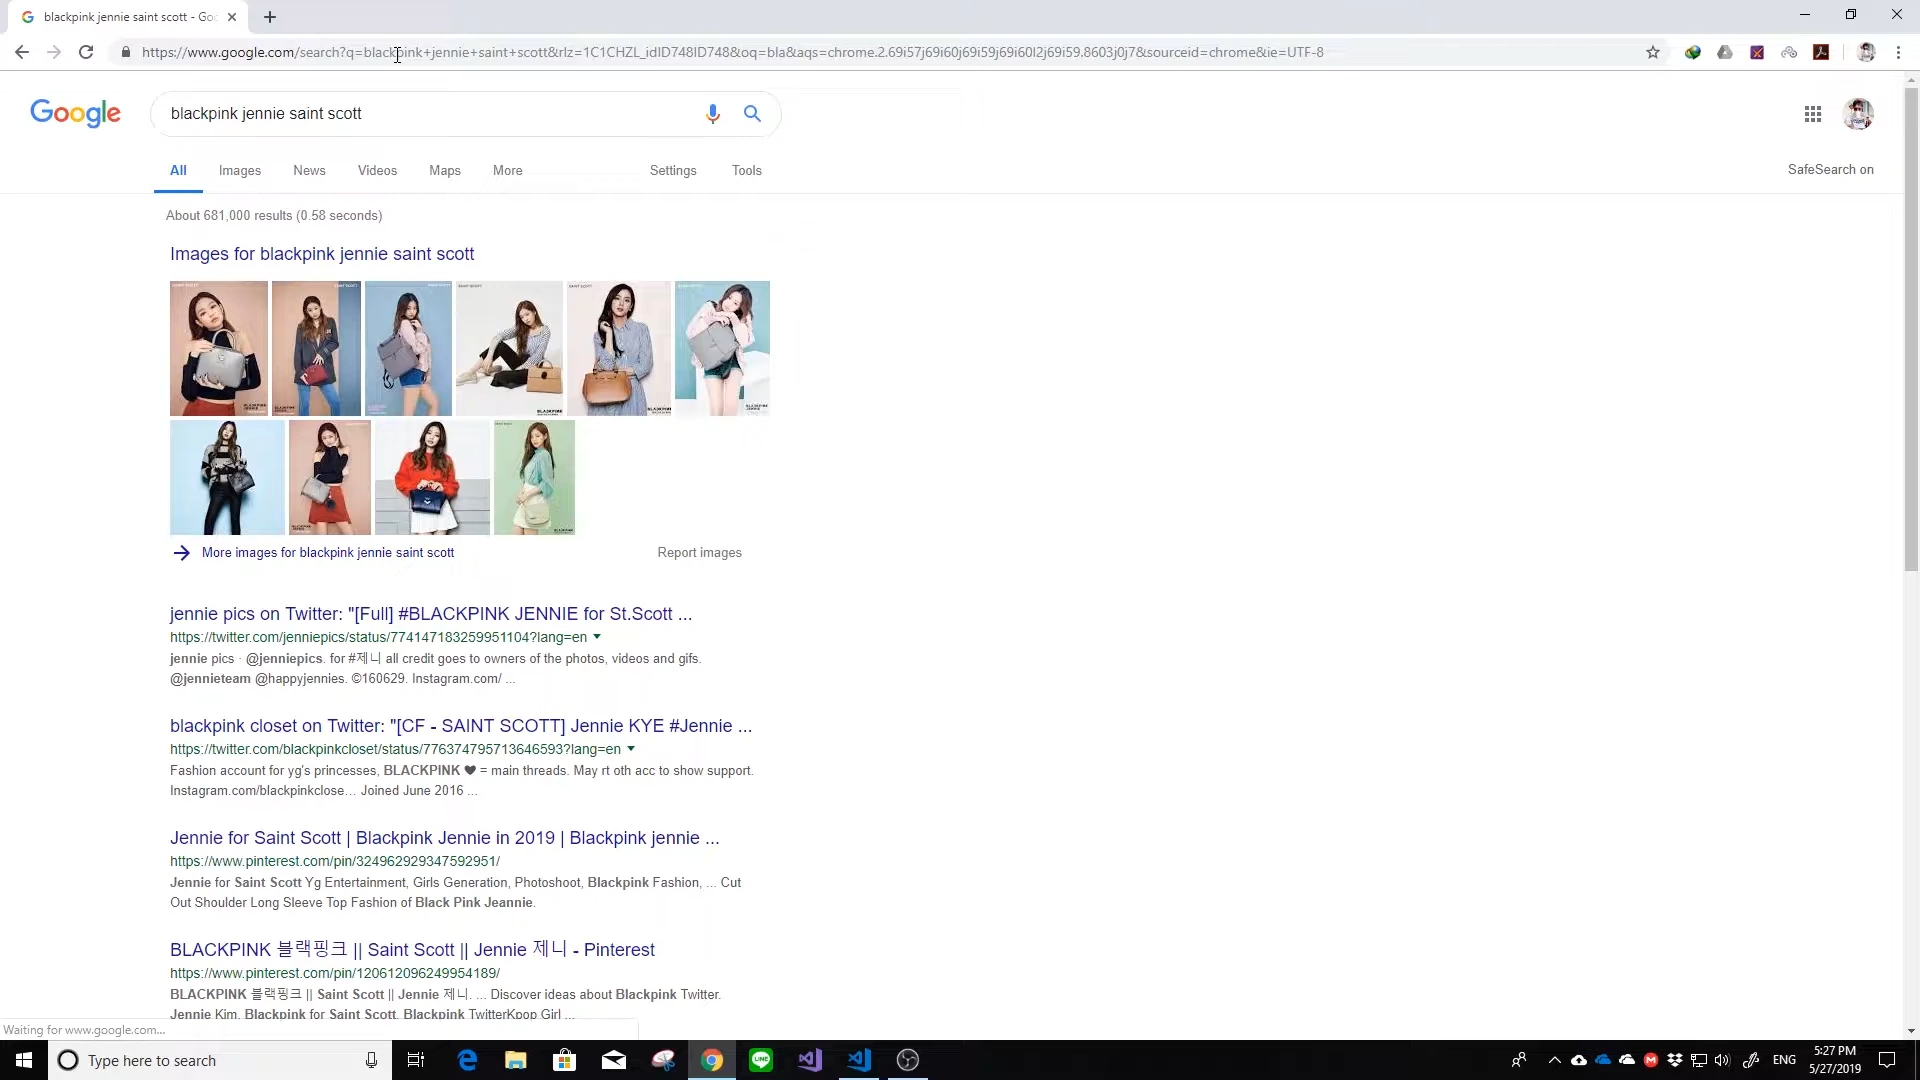 blackpink jennie saint scott - Goo
https://www.google.com/search?q=blackpink+jennie+saint+scott&rlz=1C1CHZL_idID748ID748&oq=bla&aqs=chrome.2.69i57j69i60j69i59j69i60l2j69i59.8603j0j7&sourceid=chrome&ie=UTF-8
Google
blackpink jennie saint scott
All Images News Videos Maps More Settings Tools
SafeSearch on
About 681,000 results (0.58 seconds)
Images for blackpink jennie saint scott
More images for blackpink jennie saint scott
Report images
jennie pics on Twitter: "[Full] #BLACKPINK JENNIE for St.Scott ...
https://twitter.com/jenniepics/status/774147183259951104?lang=en
jennie pics · @jenniepics. for #제니 all credit goes to owners of the photos, videos and gifs.
@jennieteam @happyjennies. ©160629. Instagram.com/ ...
blackpink closet on Twitter: "[CF - SAINT SCOTT] Jennie KYE #Jennie ...
https://twitter.com/blackpinkcloset/status/776374795713646593?lang=en
Fashion account for yg's princesses, BLACKPINK ♥ = main threads. May rt oth acc to show support.
Instagram.com/blackpinkclose... Joined June 2016 ...
Jennie for Saint Scott | Blackpink Jennie in 2019 | Blackpink jennie ...
https://www.pinterest.com/pin/324962929347592951/
Jennie for Saint Scott Yg Entertainment, Girls Generation, Photoshoot, Blackpink Fashion, ... Cut
Out Shoulder Long Sleeve Top Fashion of Black Pink Jeannie.
BLACKPINK 블랙핑크 || Saint Scott || Jennie 제니 - Pinterest
https://www.pinterest.com/pin/120612096249954189/
BLACKPINK 블랙핑크 || Saint Scott || Jennie 제니. ... Discover ideas about Blackpink Twitter.
Jennie Kim. Blackpink for Saint Scott. Blackpink TwitterKpop Girl ...
Waiting for www.google.com...
Type here to search
ENG
5:27 PM
5/27/2019